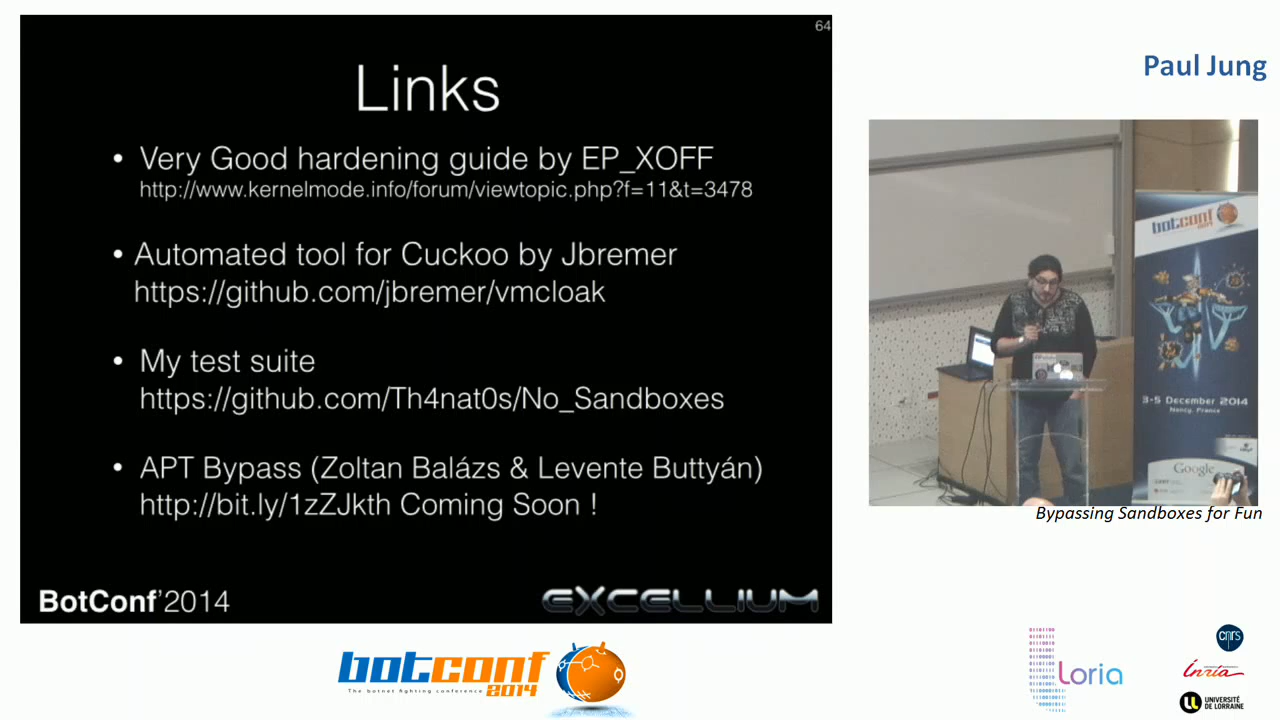 64
Links
• Very Good hardening guide by EP_XOFF
http://www.kernelmode.info/forum/viewtopic.php?f=11&t=3478
• Automated tool for Cuckoo by Jbremer
https://github.com/jbremer/vmcloak
• My test suite
https://github.com/Th4nat0s/No_Sandboxes
• APT Bypass (Zoltan Balázs & Levente Buttyán)
http://bit.ly/1zZJkth Coming Soon !
BotConf'2014
EXCELLIUM
Paul Jung
botconf
2014
3-5 December 2014
Nancy, France
Google
Bypassing Sandboxes for Fun
botconf
The botnet fighting conference 2014
Loria
cnrs
Inria
UNIVERSITÉ
DE LORRAINE